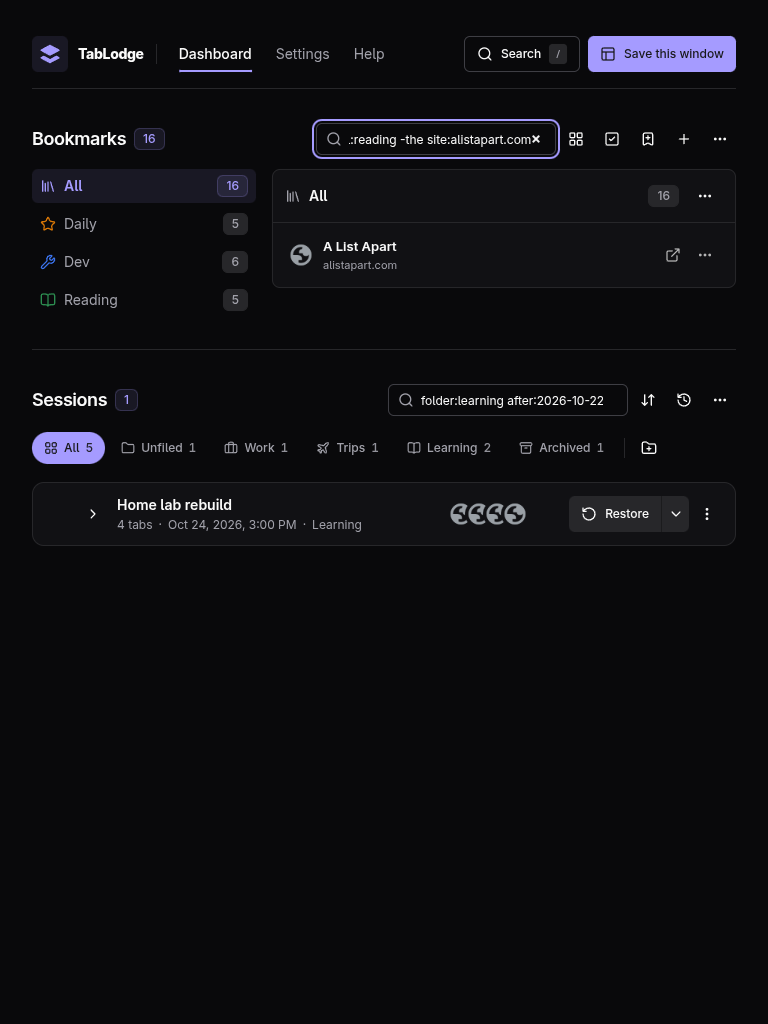 TabLodge
Dashboard
Settings
Help
Search /
Save this window
Bookmarks 16
:reading -the site:alistapart.com
All 16
Daily 5
Dev 6
Reading 5
All 16
A List Apart
alistapart.com
Sessions 1
folder:learning after:2026-10-22
All 5
Unfiled 1
Work 1
Trips 1
Learning 2
Archived 1
Home lab rebuild
4 tabs · Oct 24, 2026, 3:00 PM · Learning
Restore